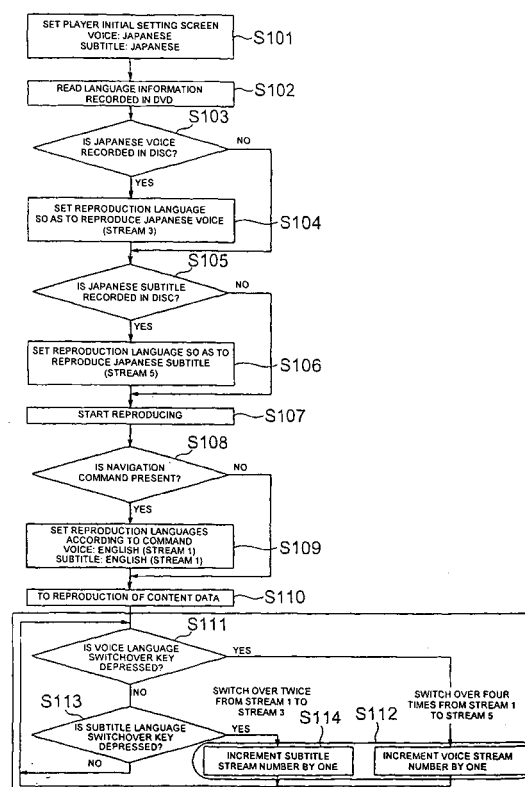 SET PLAYER INITIAL SETTING SCREEN
VOICE: JAPANESE
SUBTITLE: JAPANESE
S101
READ LANGUAGE INFORMATION
RECORDED IN DVD
S102
S103
IS JAPANESE VOICE
RECORDED IN DISC?
NO
YES
SET REPRODUCTION LANGUAGE
SO AS TO REPRODUCE JAPANESE VOICE
(STREAM 3)
S104
S105
IS JAPANESE SUBTITLE
RECORDED IN DISC?
NO
YES
SET REPRODUCTION LANGUAGE SO AS TO
REPRODUCE JAPANESE SUBTITLE
(STREAM 5)
S106
START REPRODUCING
S107
S108
IS NAVIGATION
COMMAND PRESENT?
NO
YES
SET REPRODUCTION LANGUAGES
ACCORDING TO COMMAND
VOICE: ENGLISH (STREAM 1)
SUBTITLE: ENGLISH (STREAM 1)
S109
TO REPRODUCTION OF CONTENT DATA
S110
S111
IS VOICE LANGUAGE
SWITCHOVER KEY
DEPRESSED?
YES
NO
S113
IS SUBTITLE LANGUAGE
SWITCHOVER KEY
DEPRESSED?
YES
NO
SWITCH OVER TWICE
FROM STREAM 1 TO
STREAM 3
S114
INCREMENT SUBTITLE
STREAM NUMBER BY ONE
SWITCH OVER FOUR
TIMES FROM STREAM 1
TO STREAM 5
S112
INCREMENT VOICE STREAM
NUMBER BY ONE